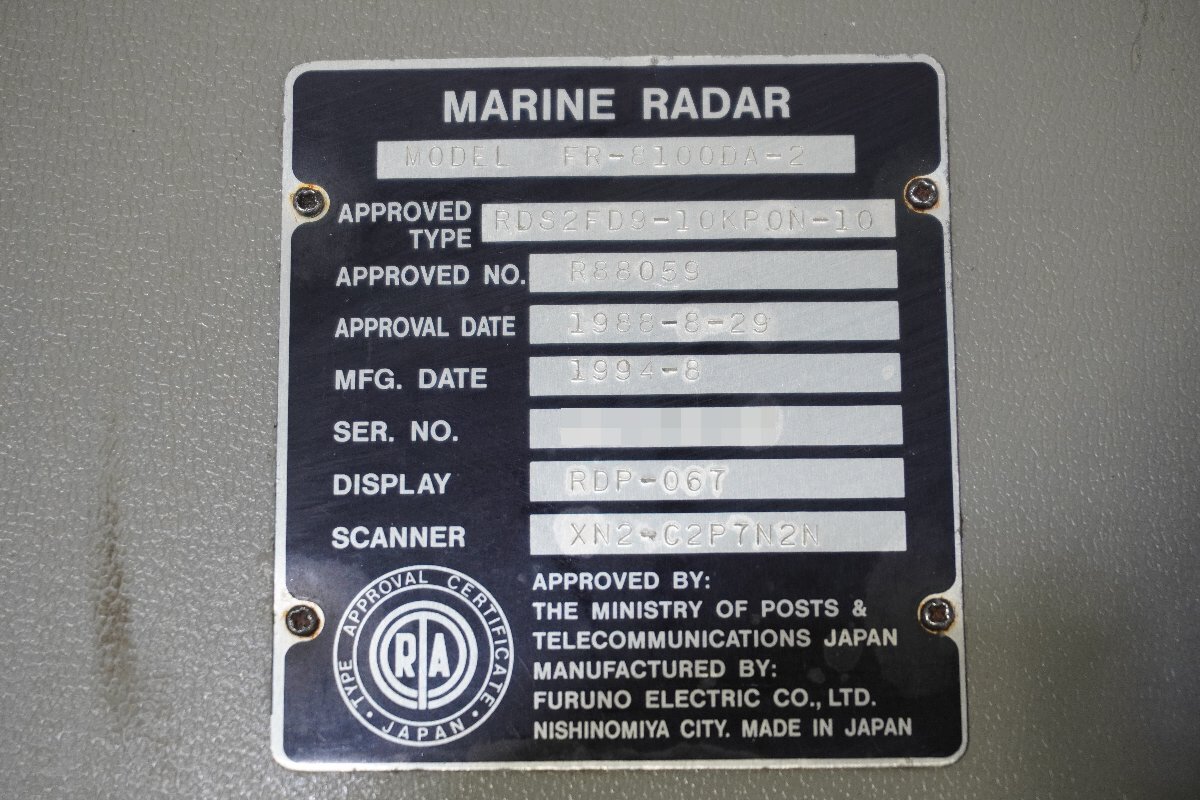 MARINE RADAR
MODEL FR-8100DA-2
APPROVED TYPE RDS2FD9-10KP0N-10
APPROVED NO. R88059
APPROVAL DATE 1988-8-29
MFG. DATE 1994-8
SER. NO.
DISPLAY RDP-067
SCANNER XN2-C2P7N2N
TYPE APPROVAL CERTIFICATE
RTA
JAPAN
APPROVED BY:
THE MINISTRY OF POSTS &
TELECOMMUNICATIONS JAPAN
MANUFACTURED BY:
FURUNO ELECTRIC CO., LTD.
NISHINOMIYA CITY. MADE IN JAPAN